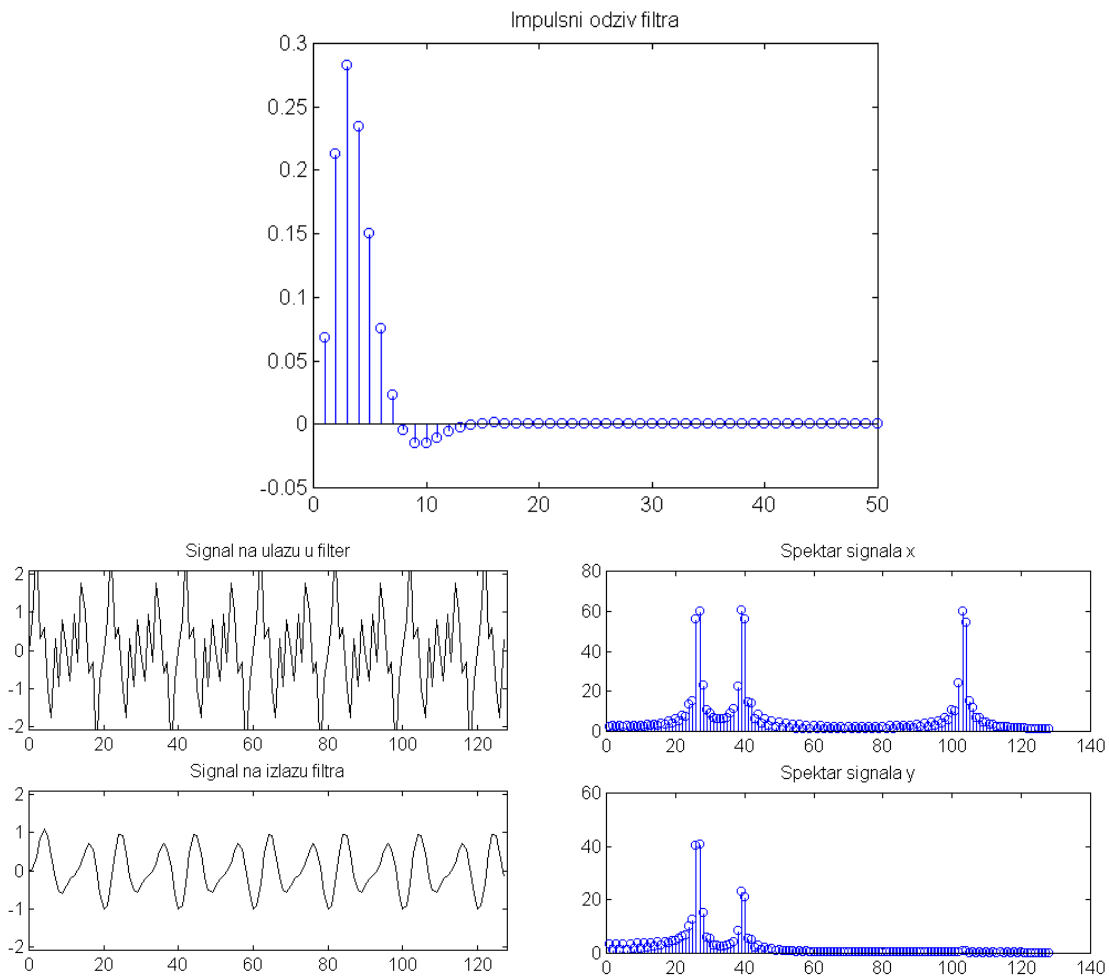 Impulsni odziv filtra
0.3
0.25
0.2
0.15
0.1
0.05
0
-0.05
0 10 20 30 40 50
Signal na ulazu u filter
2
1
0
-1
-2
0 20 40 60 80 100 120
Spektar signala x
80
60
40
20
0
0 20 40 60 80 100 120 140
Signal na izlazu filtra
2
1
0
-1
-2
0 20 40 60 80 100 120
Spektar signala y
60
40
20
0
0 20 40 60 80 100 120 140